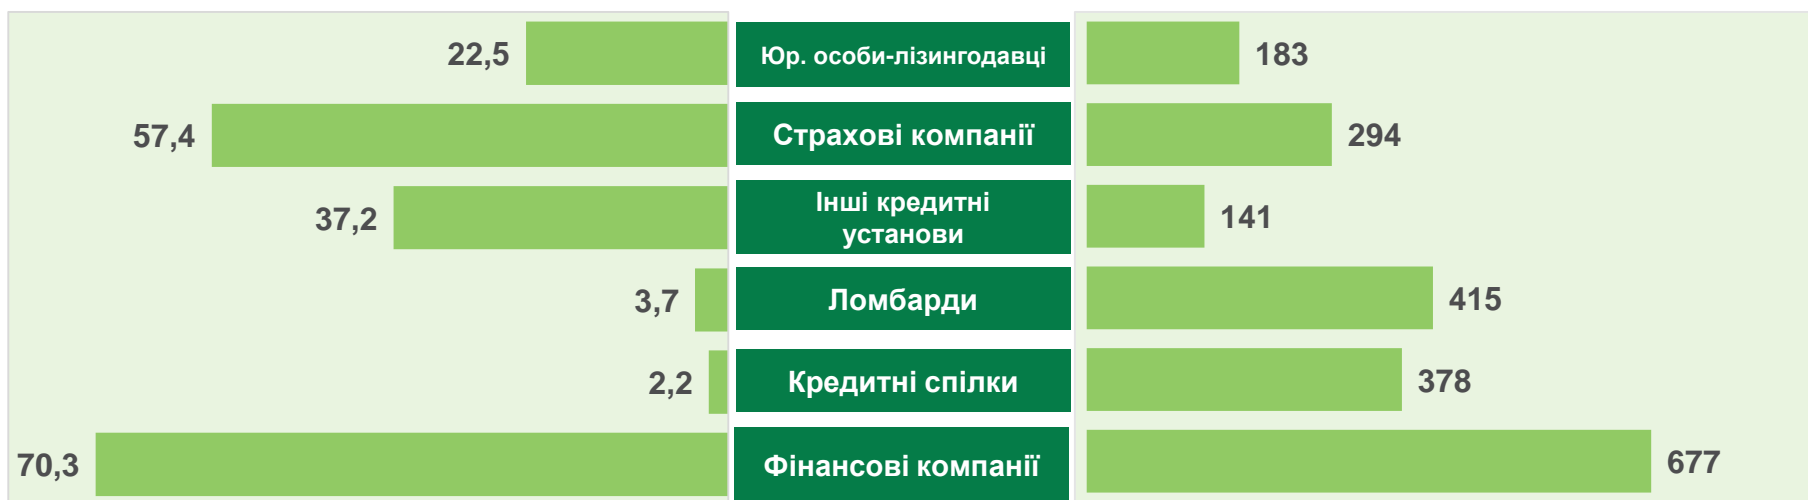 22,5 Юр. особи-лізингодавці 183
57,4 Страхові компанії 294
37,2 Інші кредитні 141
установи
3,7 Ломбарди 415
2,2 Кредитні спілки 378
70,3 Фінансові компанії 677